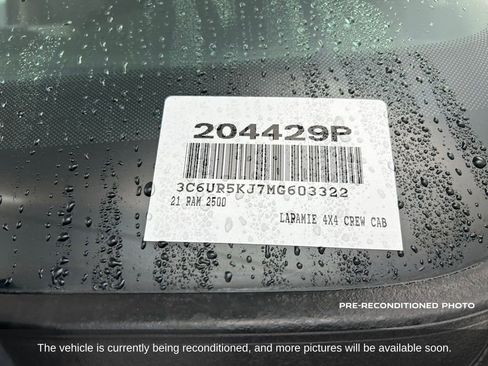 204429P
3C6UR5KJ7MG603322
21 RAM 2500
LARAMIE 4X4 CREW CAB
PRE-RECONDITIONED PHOTO
The vehicle is currently being reconditioned, and more pictures will be available soon.